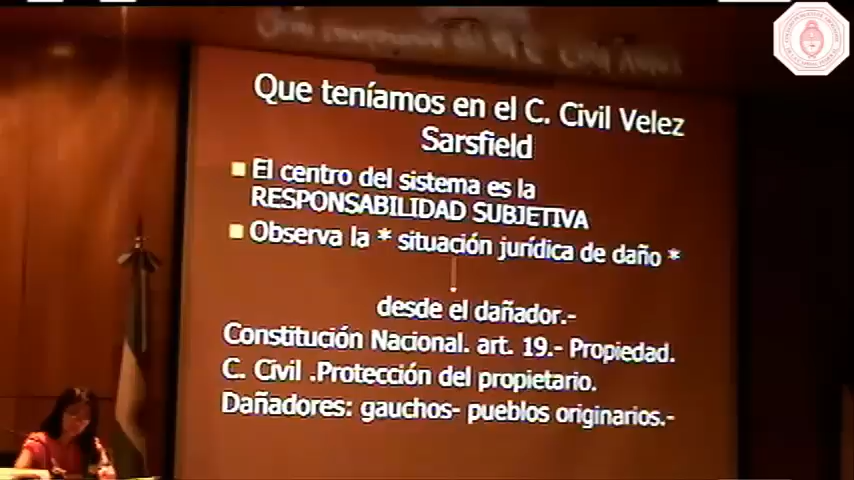 Que teníamos en el C. Civil Velez
Sarsfield
El centro del sistema es la
RESPONSABILIDAD SUBJETIVA
Observa la * situación jurídica de daño *
desde el dañador.-
Constitución Nacional. art. 19.- Propiedad.
C. Civil .Protección del propietario.
Dañadores: gauchos- pueblos originarios.-